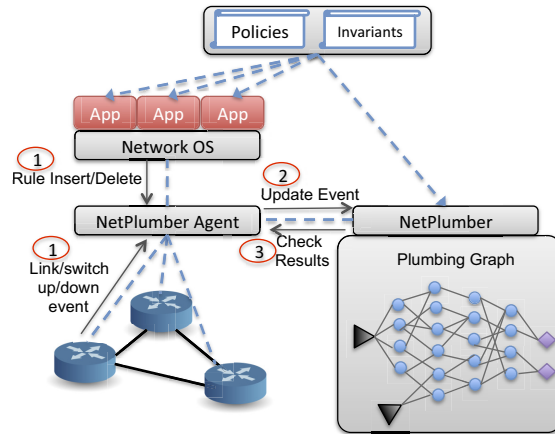 Policies
Invariants
App
App
App
Network OS
1
Rule Insert/Delete
2
Update Event
NetPlumber Agent
NetPlumber
1
Link/switch
up/down
event
3
Check
Results
Plumbing Graph